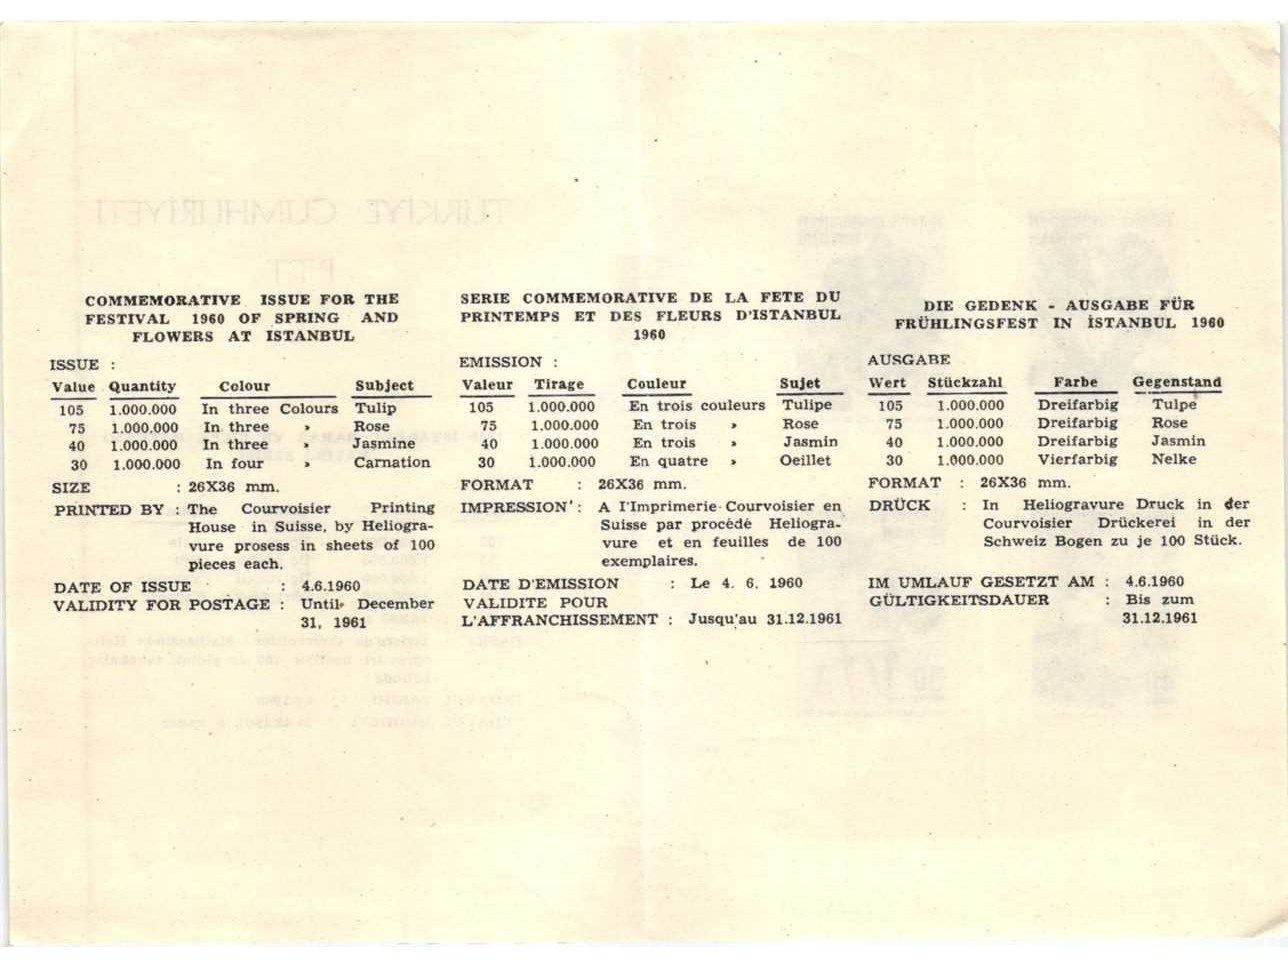 COMMEMORATIVE ISSUE FOR THE
FESTIVAL 1960 OF SPRING AND
FLOWERS AT ISTANBUL
ISSUE :
Value Quantity Colour Subject
105 1.000.000 In three Colours Tulip
75 1.000.000 In three » Rose
40 1.000.000 In three » Jasmine
30 1.000.000 In four » Carnation
SIZE : 26X36 mm.
PRINTED BY : The Courvoisier Printing
House in Suisse, by Heliogra-
vure prosess in sheets of 100
pieces each.
DATE OF ISSUE : 4.6.1960
VALIDITY FOR POSTAGE : Until December
31, 1961
SERIE COMMEMORATIVE DE LA FETE DU
PRINTEMPS ET DES FLEURS D'ISTANBUL
1960
EMISSION :
Valeur Tirage Couleur Sujet
105 1.000.000 En trois couleurs Tulipe
75 1.000.000 En trois » Rose
40 1.000.000 En trois » Jasmin
30 1.000.000 En quatre » Oeillet
FORMAT : 26X36 mm.
IMPRESSION : A I'Imprimerie Courvoisier en
Suisse par procédé Heliogra-
vure et en feuilles de 100
exemplaires.
DATE D'EMISSION : Le 4. 6. 1960
VALIDITE POUR
L'AFFRANCHISSEMENT : Jusqu'au 31.12.1961
DIE GEDENK - AUSGABE FÜR
FRÜHLINGSFEST IN İSTANBUL 1960
AUSGABE
Wert Stückzahl Farbe Gegenstand
105 1.000.000 Dreifarbig Tulpe
75 1.000.000 Dreifarbig Rose
40 1.000.000 Dreifarbig Jasmin
30 1.000.000 Vierfarbig Nelke
FORMAT : 26X36 mm.
DRÜCK : In Heliogravure Druck in der
Courvoisier Drückerei in der
Schweiz Bogen zu je 100 Stück.
IM UMLAUF GESETZT AM : 4.6.1960
GÜLTIGKEITSDAUER : Bis zum
31.12.1961
TÜRKİYE CUMHURİYETİ
PTT